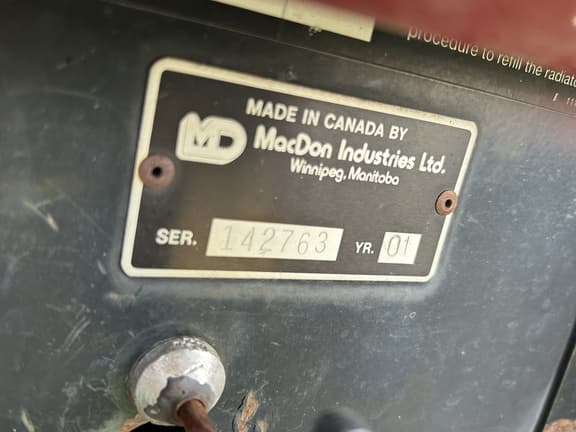 procedure to refill the radiator
MADE IN CANADA BY
MD MacDon Industries Ltd.
Winnipeg, Manitoba
SER. 142763 YR. 01